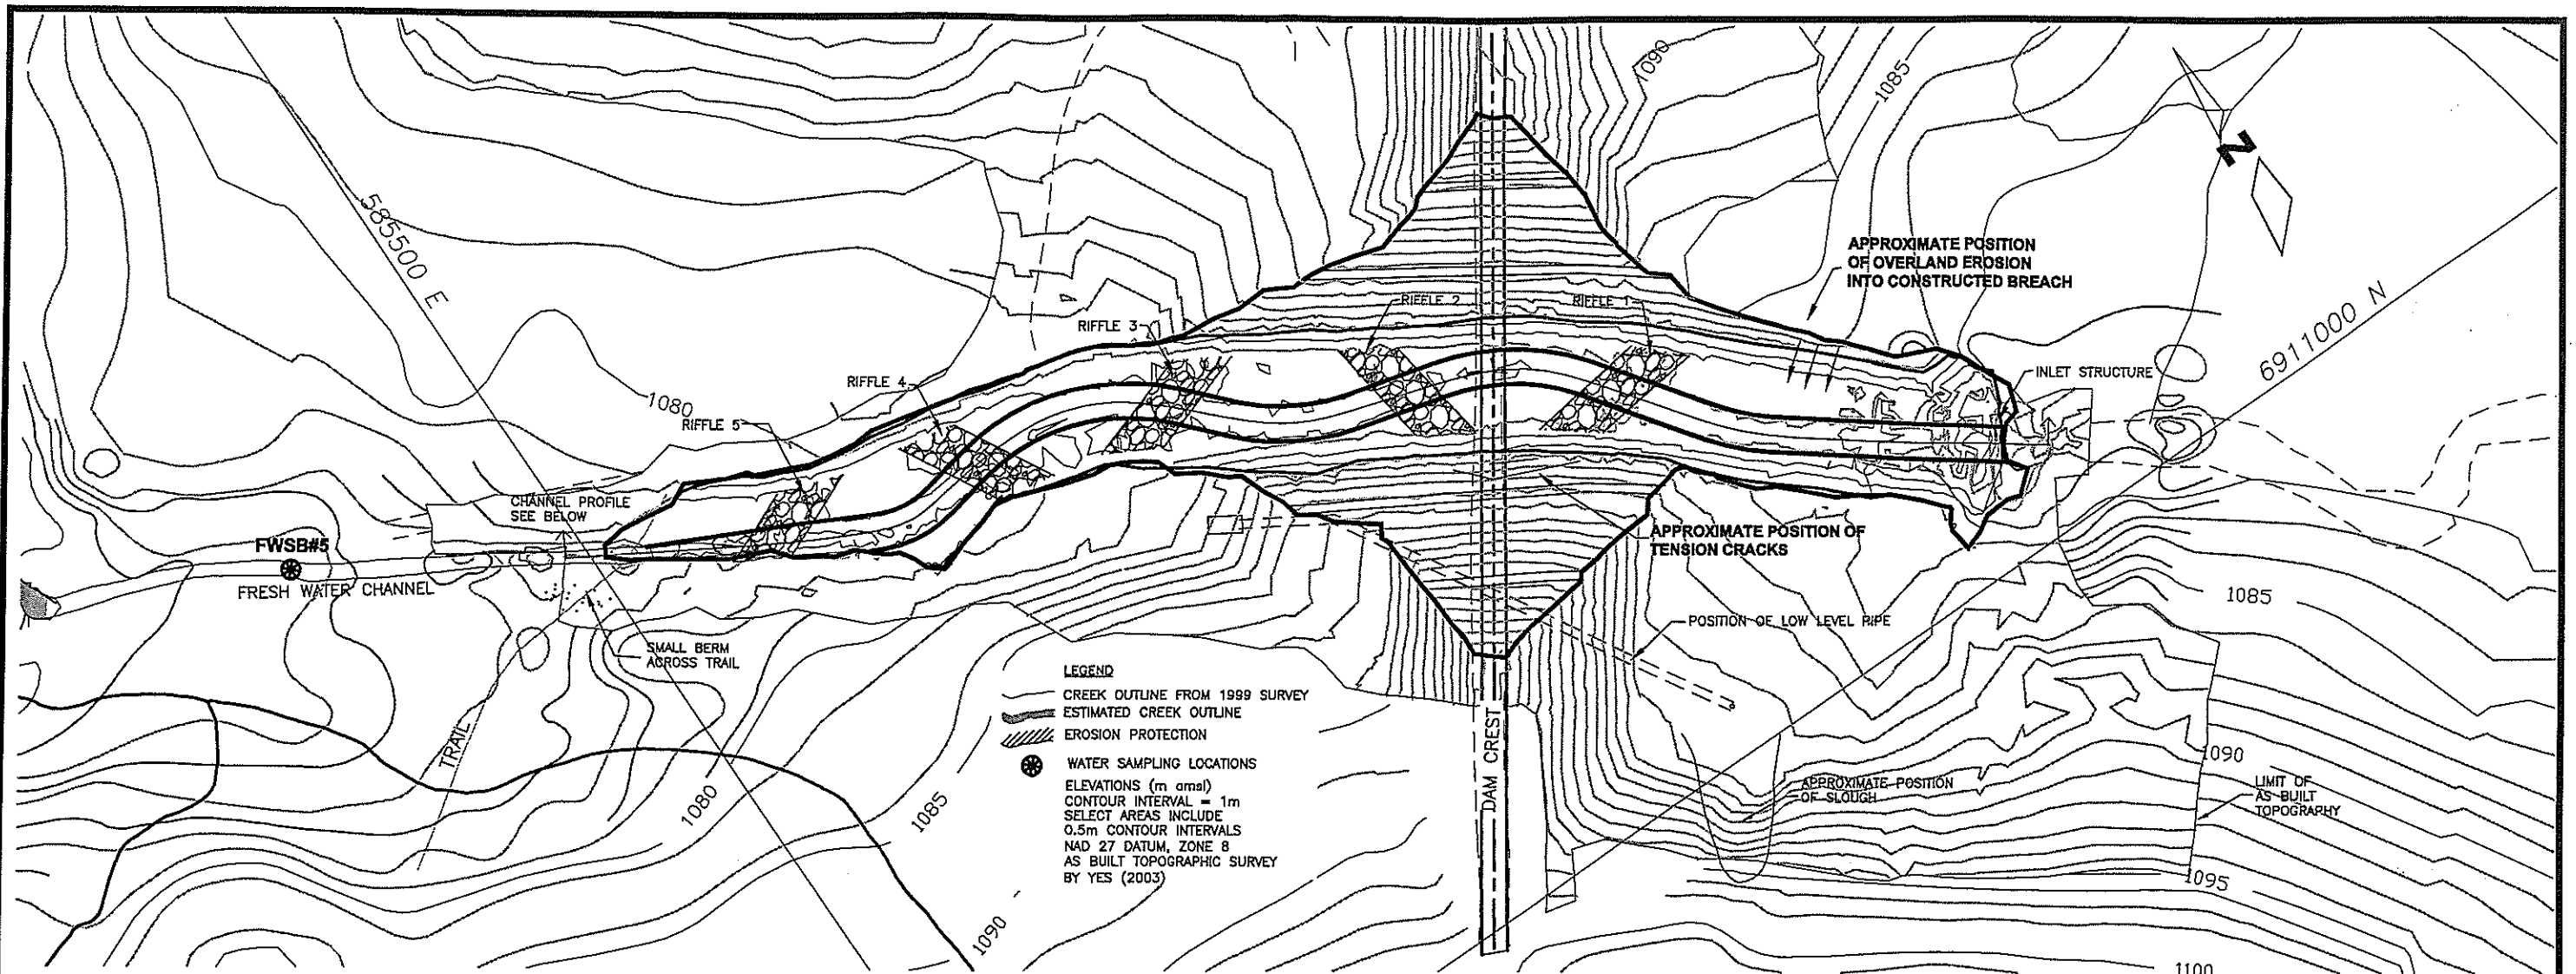 1090
1085
N
585500 E
APPROXIMATE POSITION
OF OVERLAND EROSION
INTO CONSTRUCTED BREACH
6911000 N
RIFFLE 2
RIFFLE 1
RIFFLE 3
INLET STRUCTURE
RIFFLE 4
1080
RIFFLE 5
CHANNEL PROFILE
SEE BELOW
FWSB#5
FRESH WATER CHANNEL
APPROXIMATE POSITION OF
TENSION CRACKS
1085
POSITION OF LOW LEVEL PIPE
SMALL BERM
ACROSS TRAIL
LEGEND
CREEK OUTLINE FROM 1999 SURVEY
ESTIMATED CREEK OUTLINE
EROSION PROTECTION
WATER SAMPLING LOCATIONS
ELEVATIONS (m amsl)
CONTOUR INTERVAL = 1m
SELECT AREAS INCLUDE
0.5m CONTOUR INTERVALS
NAD 27 DATUM, ZONE 8
AS BUILT TOPOGRAPHIC SURVEY
BY YES (2003)
TRAIL
1080
1085
1090
DAM CREST
APPROXIMATE POSITION
OF SLOUGH
1090
LIMIT OF
AS-BUILT
TOPOGRAPHY
1095
1100